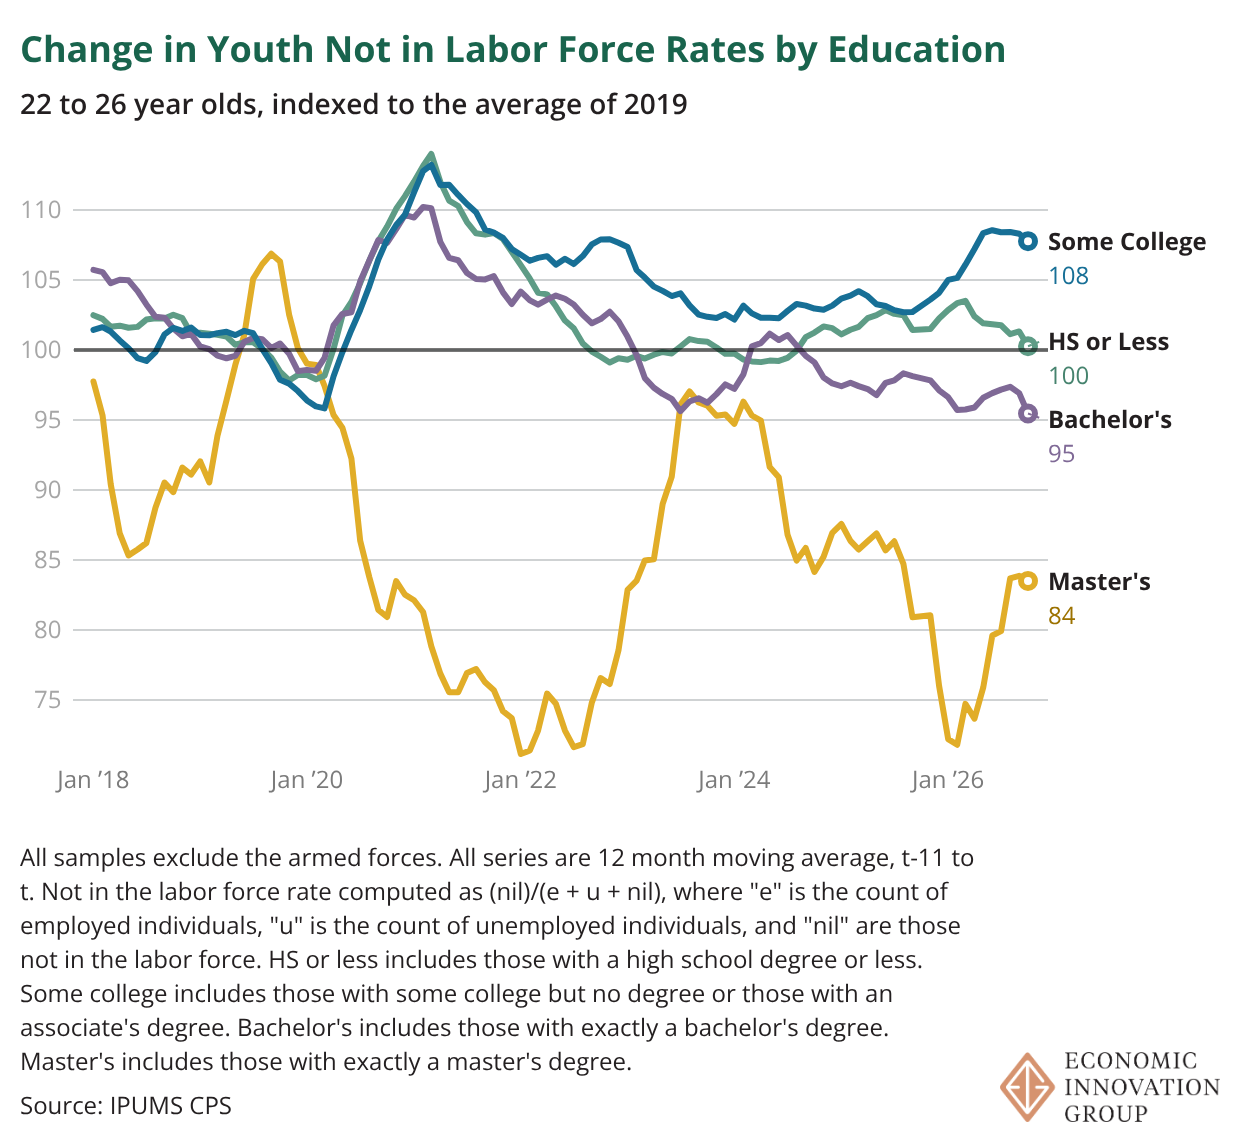 Change in Youth Not in Labor Force Rates by Education
22 to 26 year olds, indexed to the average of 2019
110
105
100
95
90
85
80
75
Some College
108
HS or Less
100
Bachelor's
95
Master's
84
Jan ’18
Jan ’20
Jan ’22
Jan ’24
Jan ’26
All samples exclude the armed forces. All series are 12 month moving average, t-11 to
t. Not in the labor force rate computed as (nil)/(e + u + nil), where "e" is the count of
employed individuals, "u" is the count of unemployed individuals, and "nil" are those
not in the labor force. HS or less includes those with a high school degree or less.
Some college includes those with some college but no degree or those with an
associate's degree. Bachelor's includes those with exactly a bachelor's degree.
Master's includes those with exactly a master's degree.
Source: IPUMS CPS
ECONOMIC
INNOVATION
GROUP